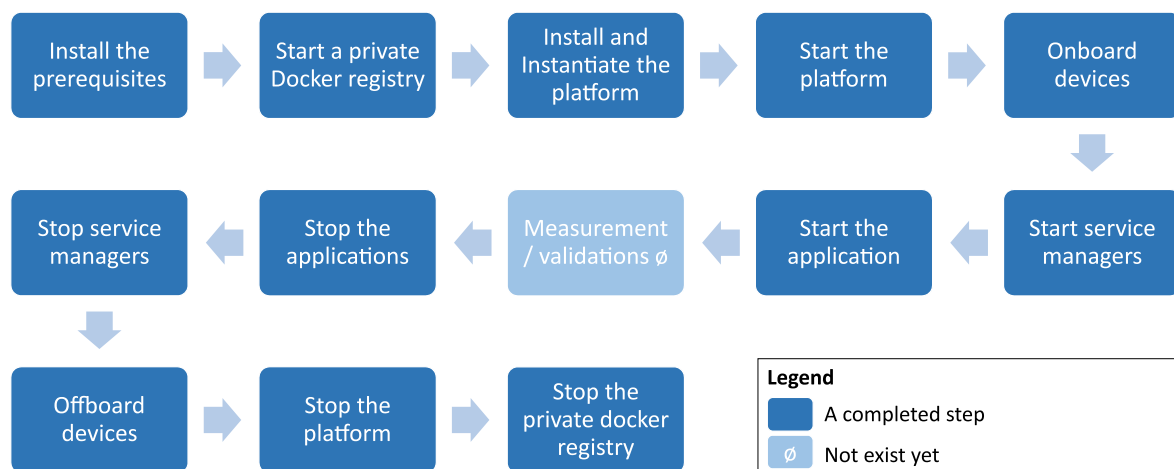 Install the
prerequisites
Start a private
Docker registry
Install and
Instantiate the
platform
Start the
platform
Onboard
devices
Stop service
managers
Stop the
applications
Measurement
/ validations ø
Start the
application
Start service
managers
Offboard
devices
Stop the
platform
Stop the
private docker
registry
Legend
A completed step
ø Not exist yet